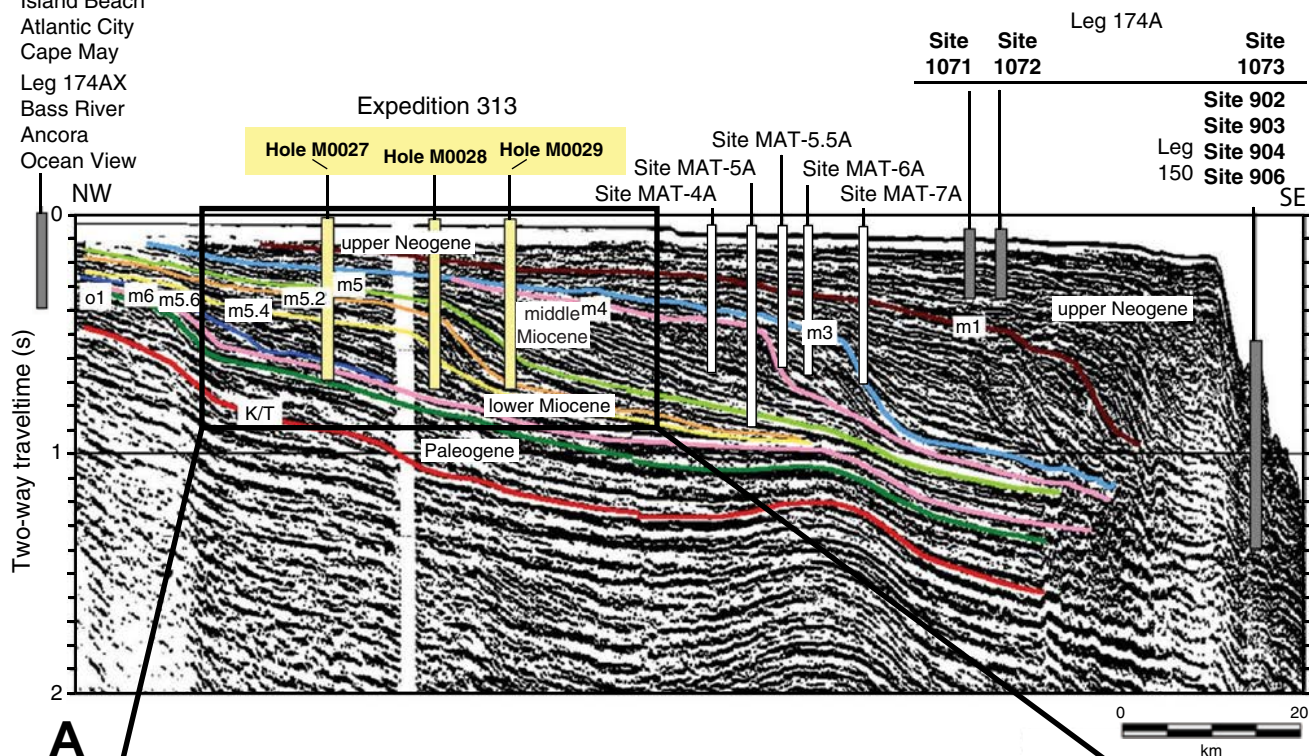 Island Beach
Atlantic City
Cape May
Leg 174AX
Bass River
Ancora
Ocean View
Expedition 313
Hole M0027
Hole M0028
Hole M0029
Site MAT-4A
Site MAT-5A
Site MAT-5.5A
Site MAT-6A
Site MAT-7A
Leg 174A
Site
1071
Site
1072
Site
1073
Site 902
Site 903
Leg
150
Site 904
Site 906
NW
SE
0
1
2
Two-way traveltime (s)
upper Neogene
o1
m6
m5.6
m5.4
m5.2
m5
m4
middle
Miocene
m3
m1
upper Neogene
lower Miocene
K/T
Paleogene
A
0
20
km